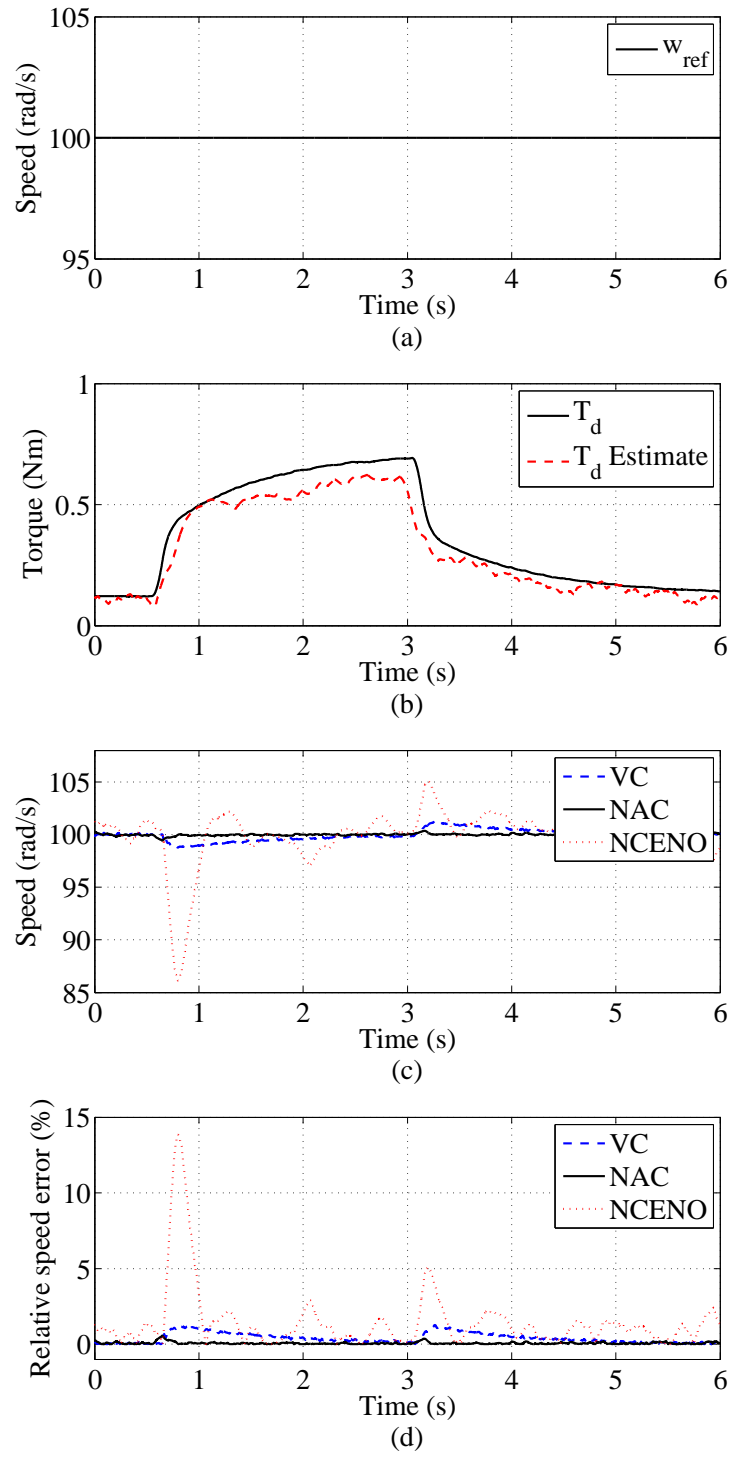 105
100
95
Speed (rad/s)
w_ref
0 1 2 3 4 5 6
Time (s)
(a)
1
0.5
0
Torque (Nm)
T_d
T_d Estimate
0 1 2 3 4 5 6
Time (s)
(b)
105
100
95
90
85
Speed (rad/s)
VC
NAC
NCENO
0 1 2 3 4 5 6
Time (s)
(c)
15
10
5
0
Relative speed error (%)
VC
NAC
NCENO
0 1 2 3 4 5 6
Time (s)
(d)